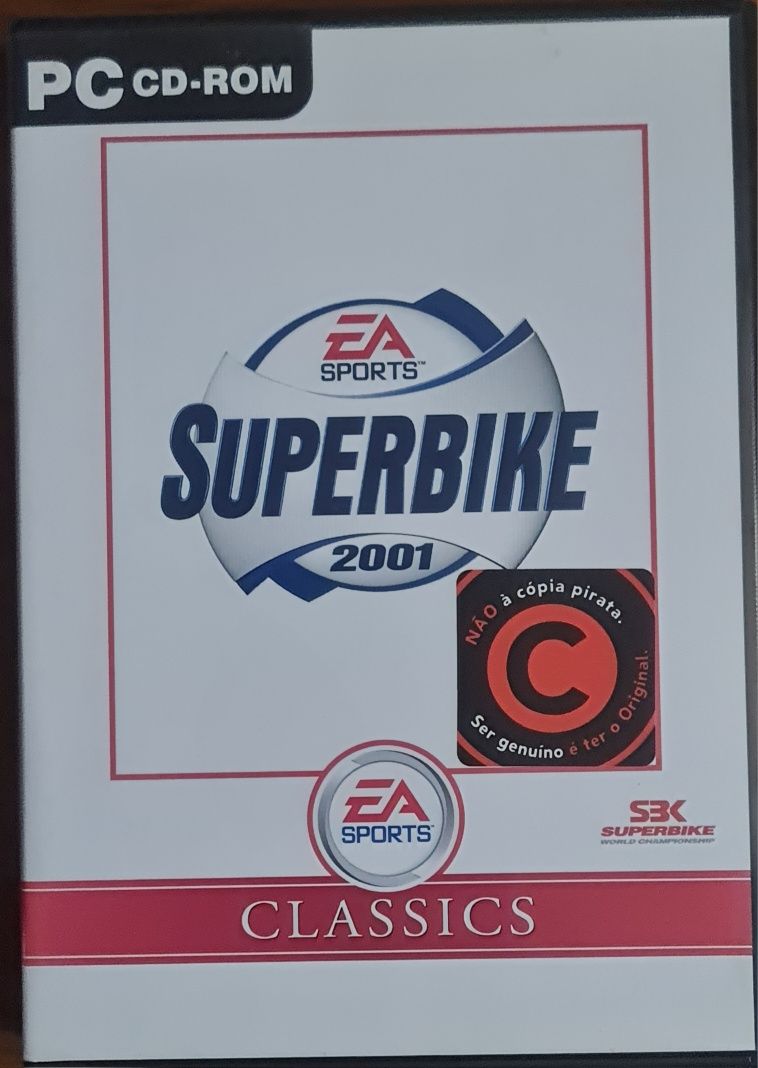 PC CD-ROM
EA
SPORTS™
SUPERBIKE
2001
NÃO à cópia pirata.
C
Ser genuíno é ter o Original.
EA
SPORTS
SBK
SUPERBIKE
WORLD CHAMPIONSHIP
CLASSICS